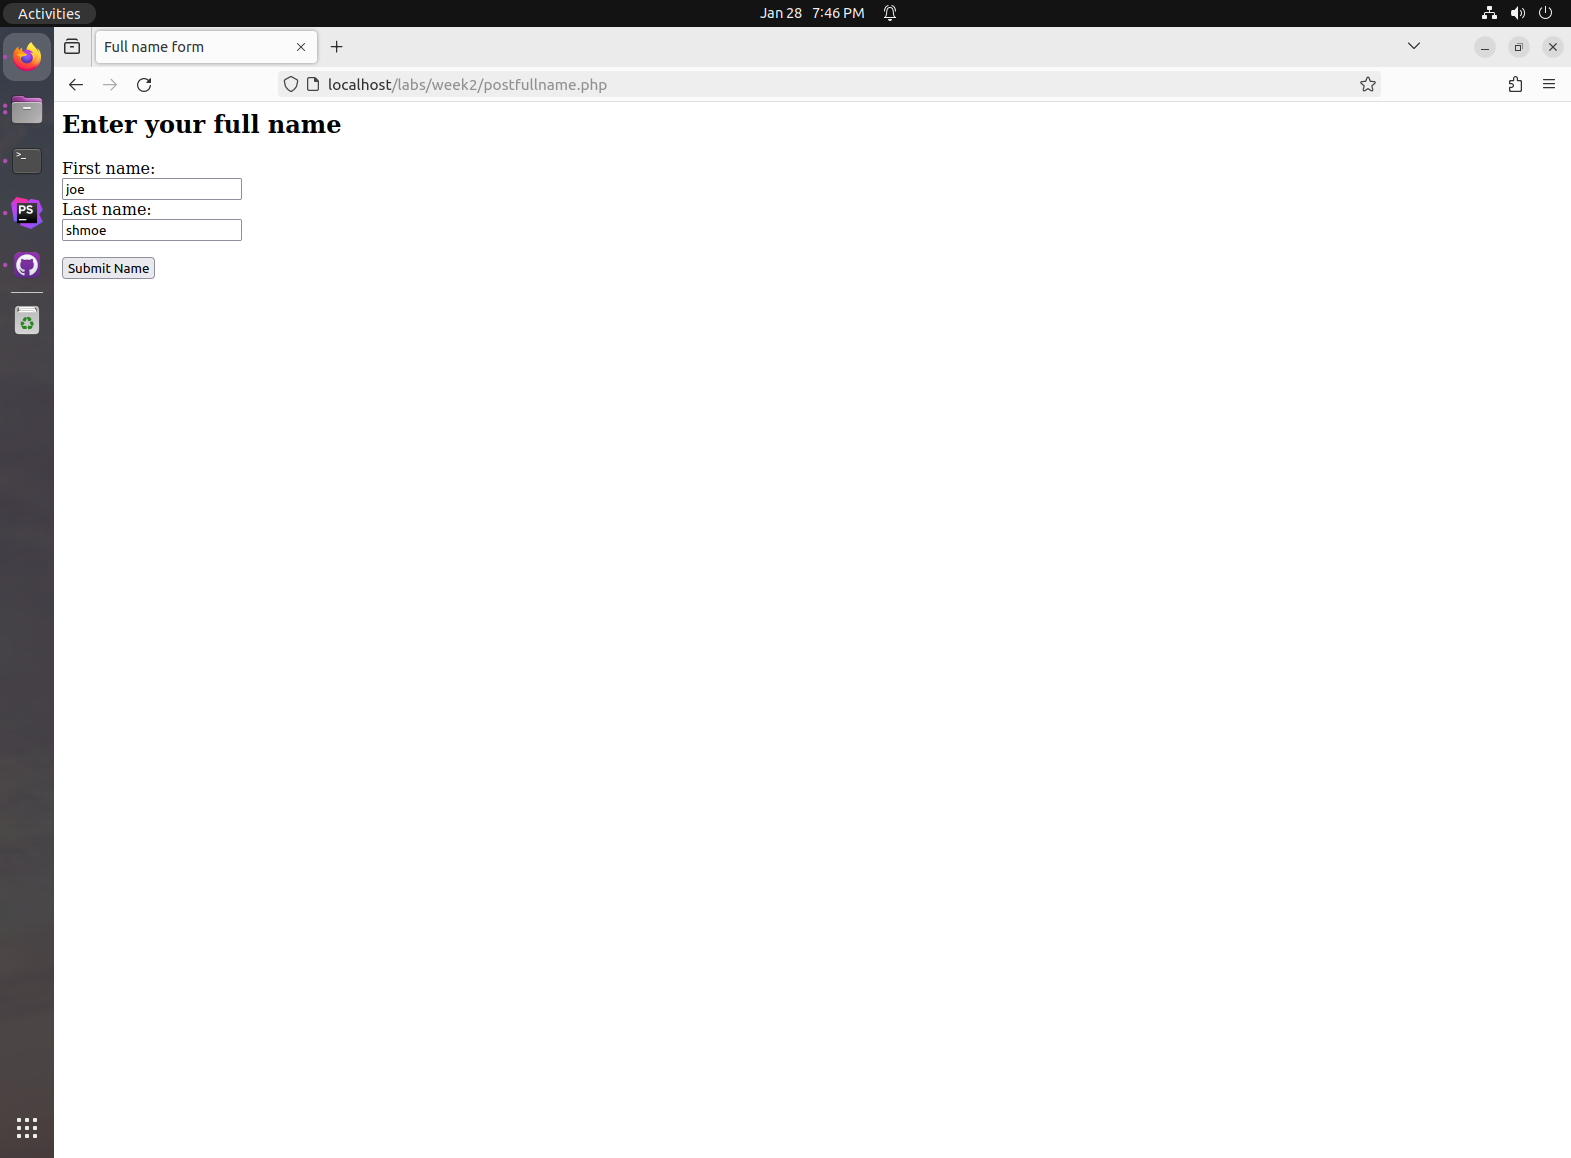 Activities
Jan 28 7:46 PM
Full name form
localhost/labs/week2/postfullname.php
>_
PS
Enter your full name
First name:
joe
Last name:
shmoe
Submit Name